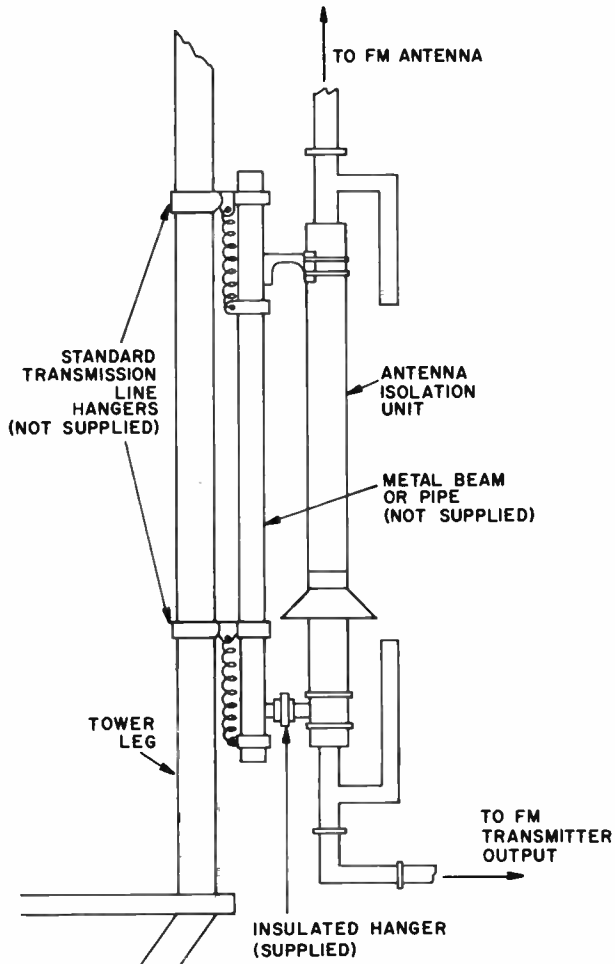 TO FM ANTENNA
STANDARD
TRANSMISSION
LINE
HANGERS
(NOT SUPPLIED)
ANTENNA
ISOLATION
UNIT
METAL BEAM
OR PIPE
(NOT SUPPLIED)
TOWER
LEG
TO FM
TRANSMITTER
OUTPUT
INSULATED HANGER
(SUPPLIED)